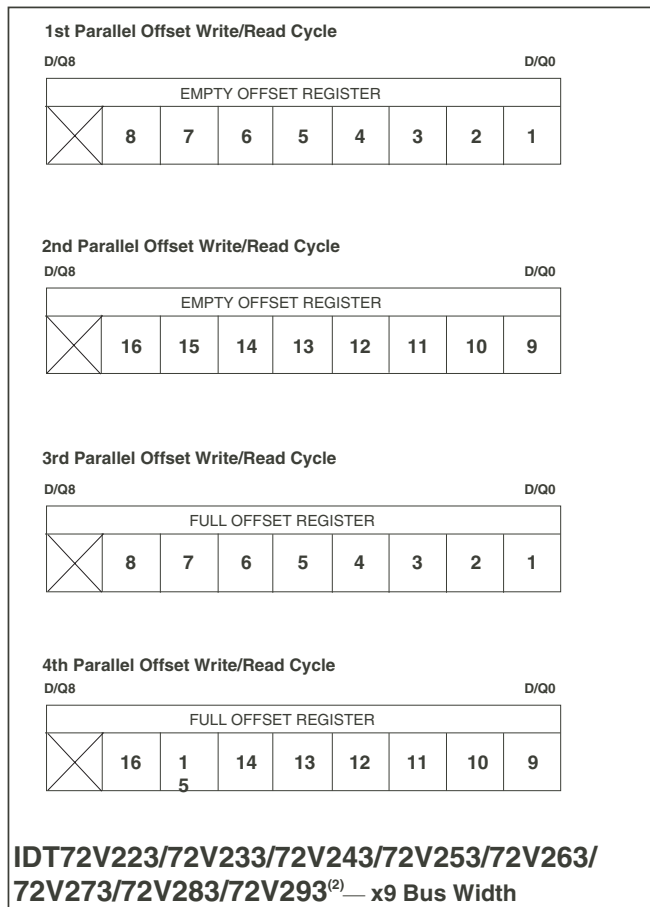 1st Parallel Offset Write/Read Cycle
D/Q8 D/Q0
EMPTY OFFSET REGISTER
8 7 6 5 4 3 2 1
2nd Parallel Offset Write/Read Cycle
D/Q8 D/Q0
EMPTY OFFSET REGISTER
16 15 14 13 12 11 10 9
3rd Parallel Offset Write/Read Cycle
D/Q8 D/Q0
FULL OFFSET REGISTER
8 7 6 5 4 3 2 1
4th Parallel Offset Write/Read Cycle
D/Q8 D/Q0
FULL OFFSET REGISTER
16 15 14 13 12 11 10 9
IDT72V223/72V233/72V243/72V253/72V263/
72V273/72V283/72V293(2)— x9 Bus Width